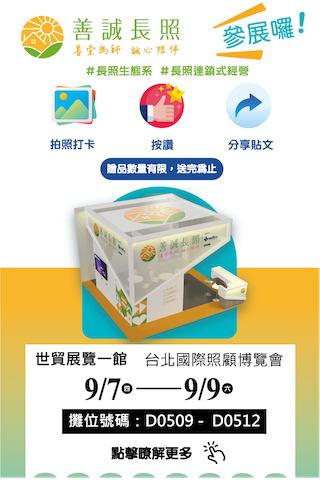 善誠長照
善堂為師 誠心陪伴
參展囉!
#長照生態系 #長照連鎖式經營
拍照打卡
按讚
分享貼文
贈品數量有限，送完為止
善誠長照
世貿展覽一館 台北國際照顧博覽會
9/7四——9/9六
攤位號碼：D0509 - D0512
點擊瞭解更多